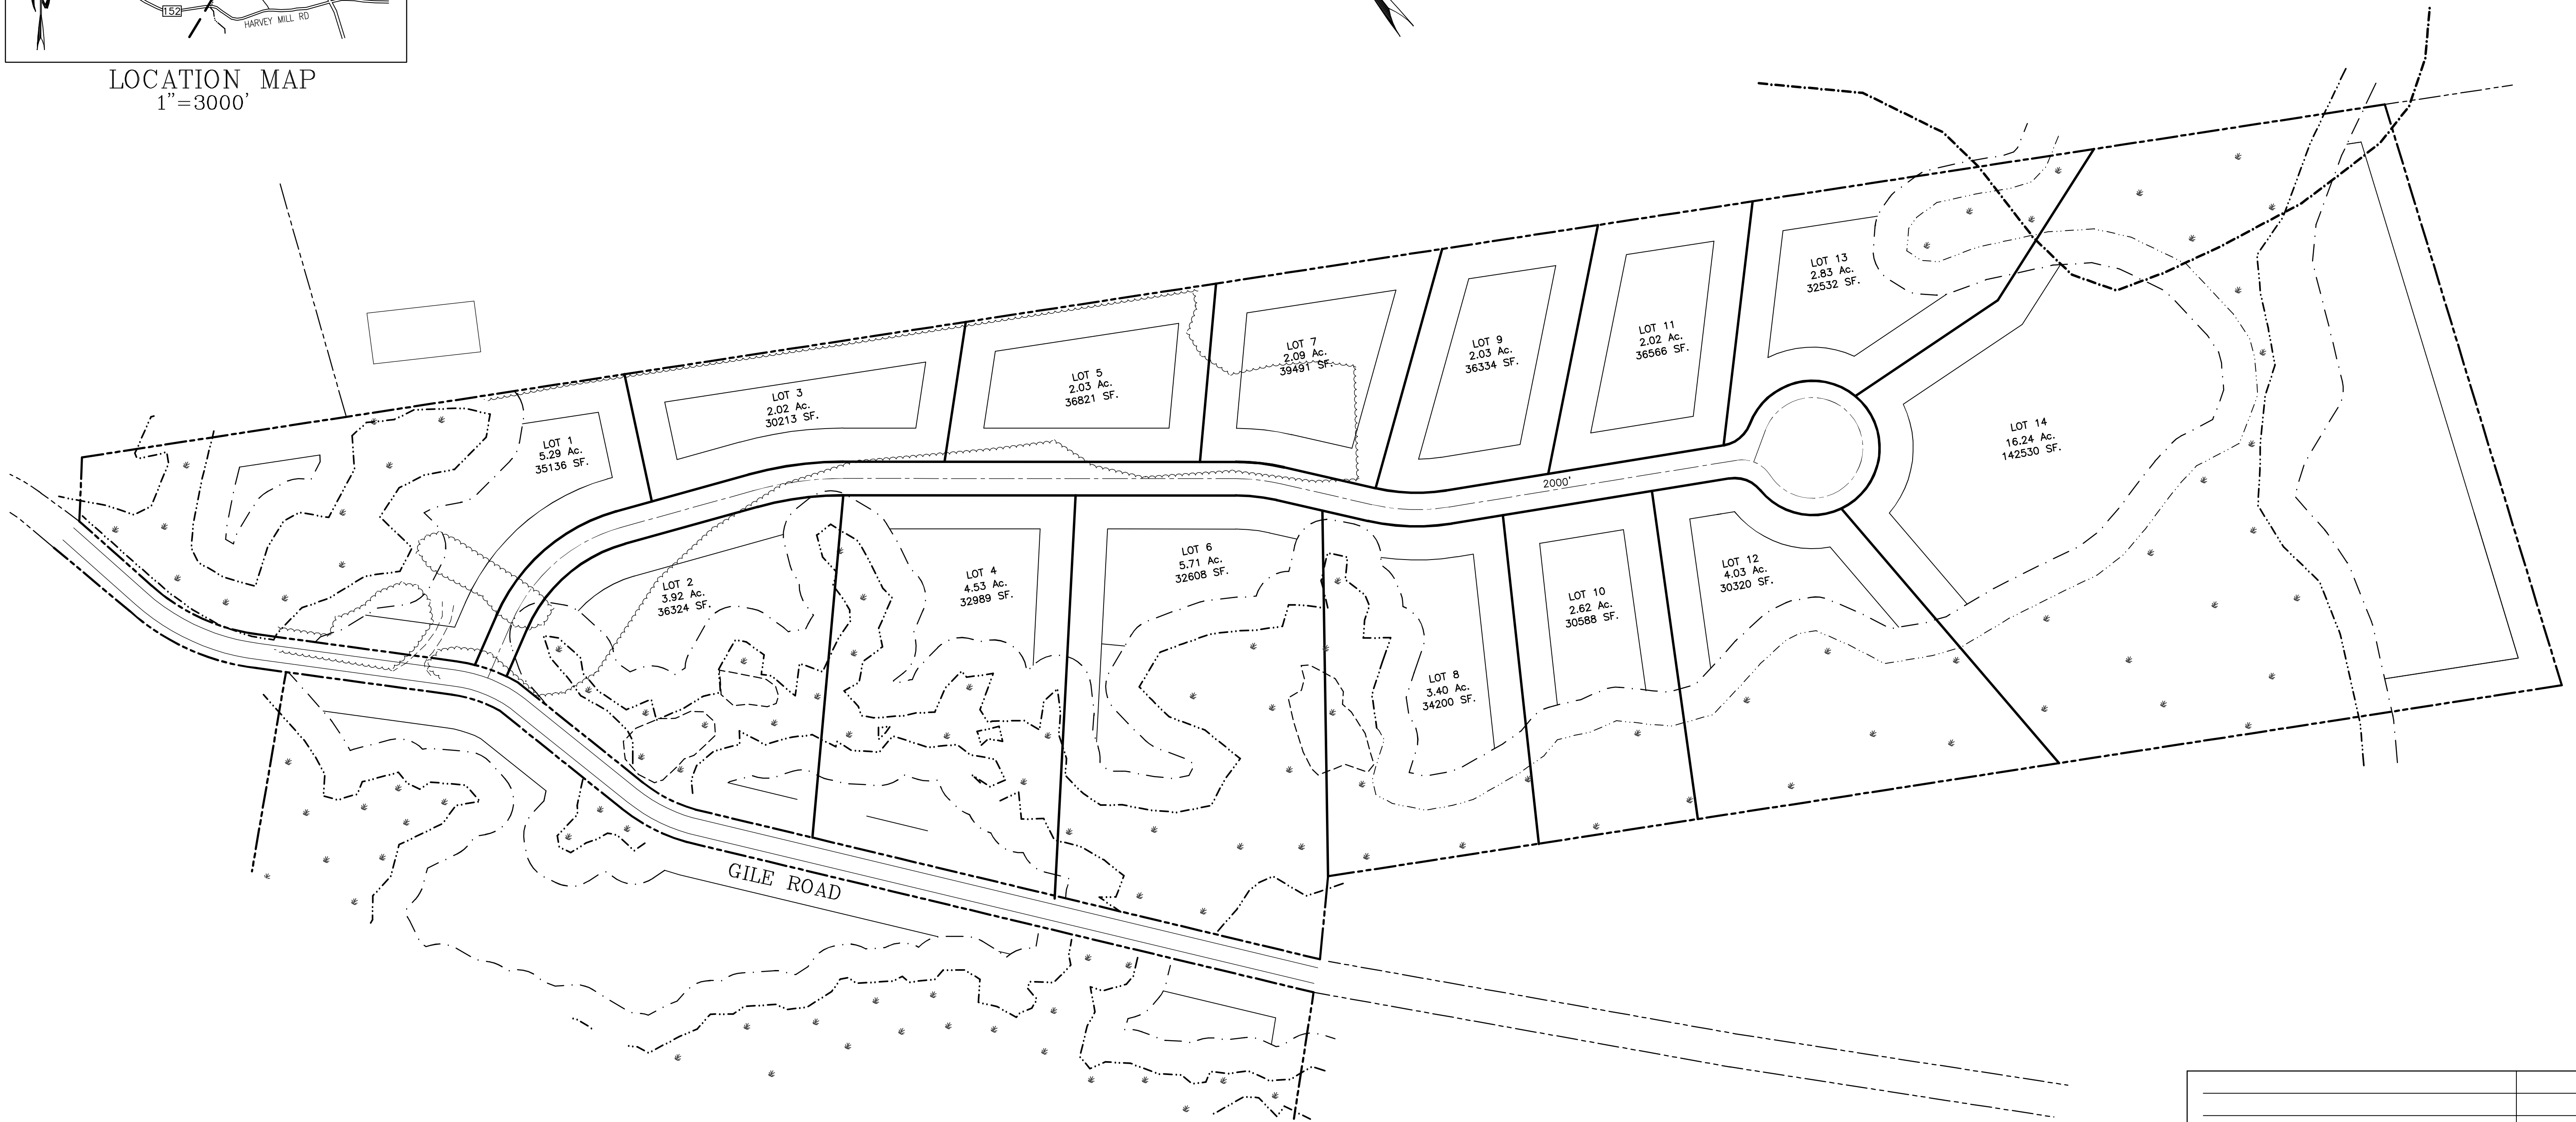 152
HARVEY MILL RD
LOCATION MAP
1"=3000'
LOT 1
5.29 Ac.
35136 SF.
LOT 3
2.02 Ac.
30213 SF.
LOT 5
2.03 Ac.
36821 SF.
LOT 7
2.09 Ac.
39491 SF.
LOT 9
2.03 Ac.
36334 SF.
LOT 11
2.02 Ac.
36566 SF.
LOT 13
2.83 Ac.
32532 SF.
LOT 14
16.24 Ac.
142530 SF.
2000'
LOT 2
3.92 Ac.
36324 SF.
LOT 4
4.53 Ac.
32989 SF.
LOT 6
5.71 Ac.
32608 SF.
LOT 8
3.40 Ac.
34200 SF.
LOT 10
2.62 Ac.
30588 SF.
LOT 12
4.03 Ac.
30320 SF.
GILE ROAD